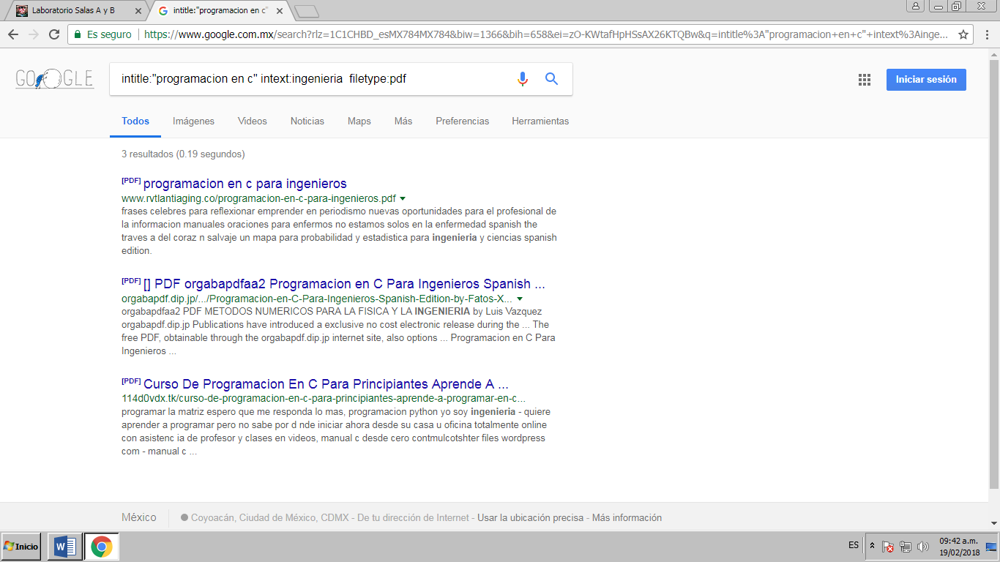 Laboratorio Salas A y B
intitle:"programacion en c"
Es seguro
https://www.google.com.mx/search?rlz=1C1CHBD_esMX784MX784&biw=1366&bih=658&ei=zO-KWtafHpHSsAX26KTQBw&q=intitle%3A"programacion+en+c"+intext%3Ainge...
GOOGLE
intitle:"programacion en c" intext:ingenieria  filetype:pdf
Iniciar sesión
Todos Imágenes Videos Noticias Maps Más Preferencias Herramientas
3 resultados (0.19 segundos)
[PDF] programacion en c para ingenieros
www.rvtlantiaging.co/programacion-en-c-para-ingenieros.pdf
frases celebres para reflexionar emprender en periodismo nuevas oportunidades para el profesional de
la informacion manuales oraciones para enfermos no estamos solos en la enfermedad spanish the
traves a del coraz n salvaje un mapa para probabilidad y estadistica para ingenieria y ciencias spanish
edition.
[PDF] [] PDF orgabapdfaa2 Programacion en C Para Ingenieros Spanish ...
orgabapdf.dip.jp/.../Programacion-en-C-Para-Ingenieros-Spanish-Edition-by-Fatos-X...
orgabapdfaa2 PDF METODOS NUMERICOS PARA LA FISICA Y LA INGENIERIA by Luis Vazquez
orgabapdf.dip.jp Publications have introduced a exclusive no cost electronic release during the ... The
free PDF, obtainable through the orgabapdf.dip.jp internet site, also options ... Programacion en C Para
Ingenieros ...
[PDF] Curso De Programacion En C Para Principiantes Aprende A ...
114d0vdx.tk/curso-de-programacion-en-c-para-principiantes-aprende-a-programar-en-c...
programar la matriz espero que me responda lo mas, programacion python yo soy ingenieria - quiere
aprender a programar pero no sabe por d nde iniciar ahora desde su casa u oficina totalmente online
con asistenc ia de profesor y clases en videos, manual c desde cero contmulcotshter files wordpress
com - manual c ...
México
Coyoacán, Ciudad de México, CDMX - De tu dirección de Internet - Usar la ubicación precisa - Más información
Inicio
ES
09:42 a.m.
19/02/2018